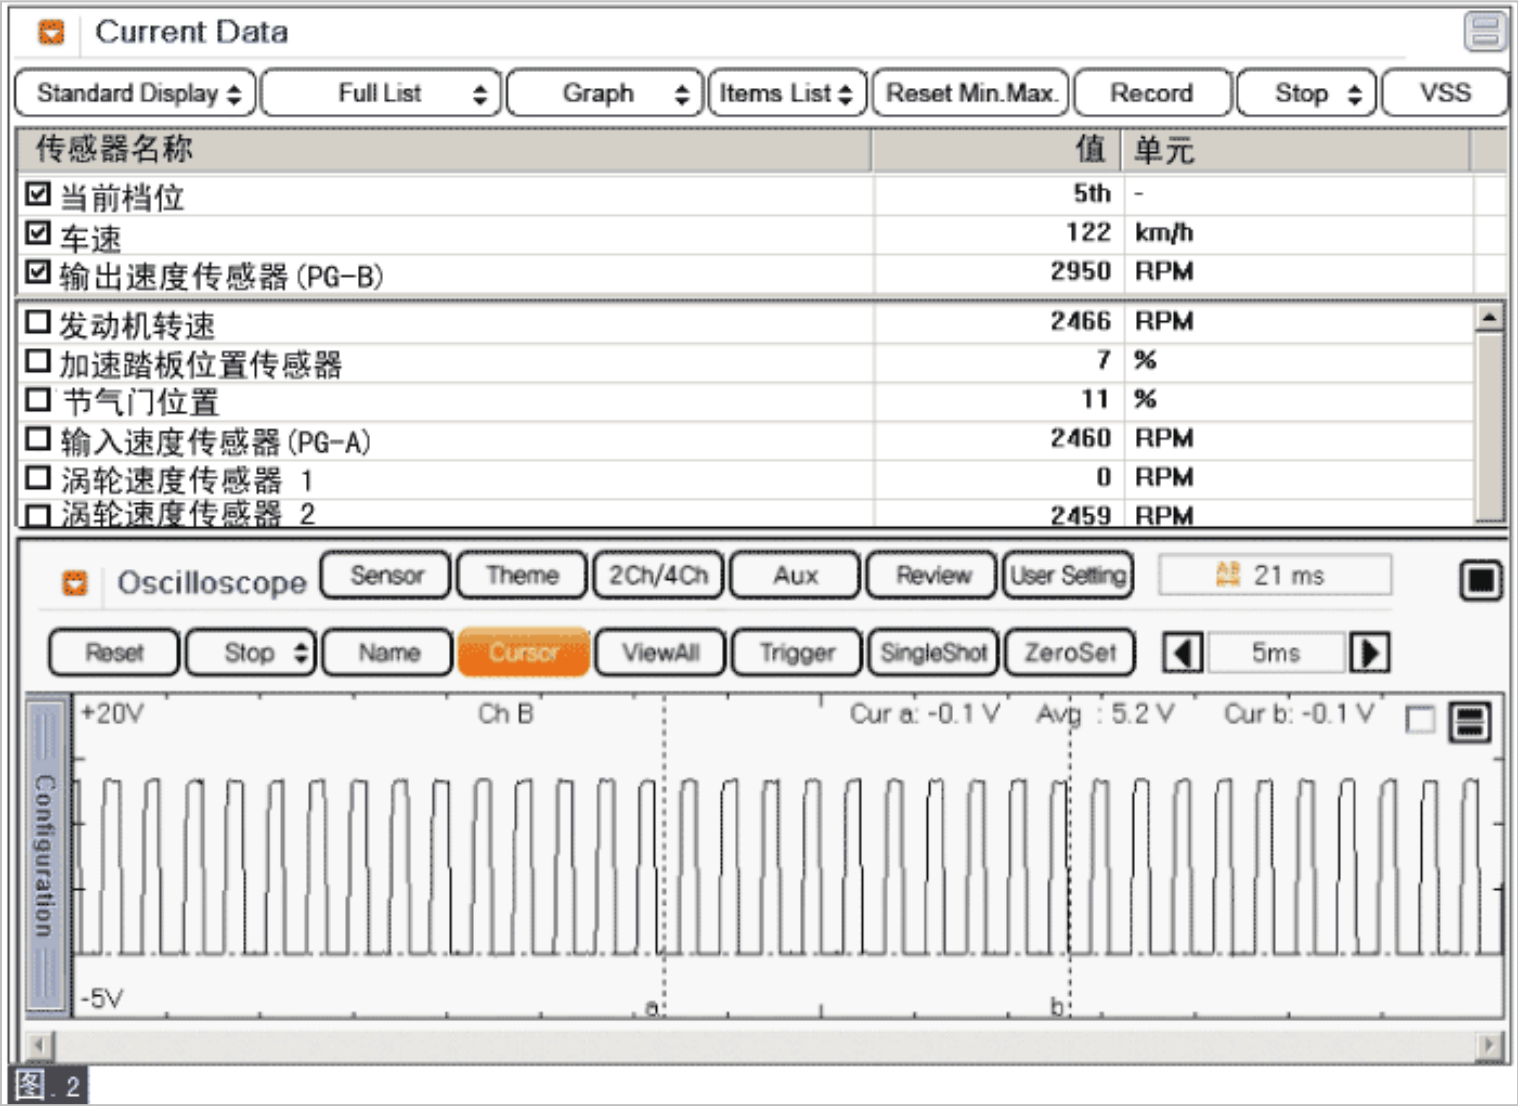 Current Data
Standard Display Full List Graph Items List Reset Min.Max. Record Stop VSS
传感器名称 值 单元
当前档位 5th -
车速 122 km/h
输出速度传感器(PG-B) 2950 RPM
发动机转速 2466 RPM
加速踏板位置传感器 7 %
节气门位置 11 %
输入速度传感器(PG-A) 2460 RPM
涡轮速度传感器 1 0 RPM
涡轮速度传感器 2 2459 RPM
Oscilloscope Sensor Theme 2Ch/4Ch Aux Review User Setting AB 21 ms
Reset Stop Name Cursor ViewAll Trigger SingleShot ZeroSet 5ms
+20V Ch B Cur a: -0.1 V Avg : 5.2 V Cur b: -0.1 V
Configuration
-5V a b
图.2